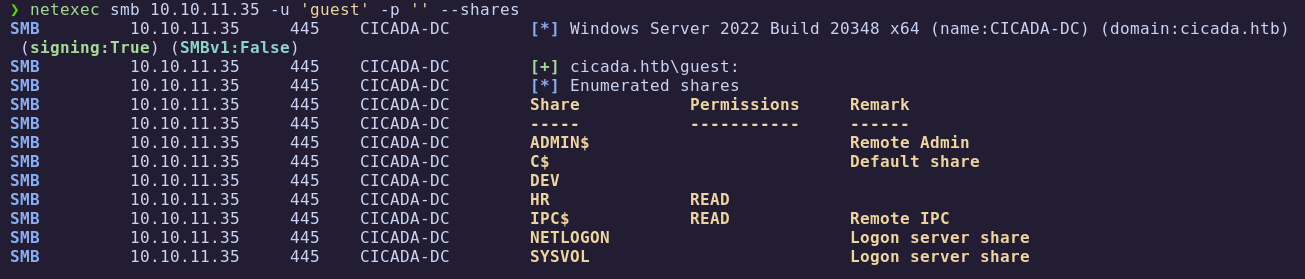 ❯ netexec smb 10.10.11.35 -u 'guest' -p '' --shares
SMB 10.10.11.35 445 CICADA-DC [*] Windows Server 2022 Build 20348 x64 (name:CICADA-DC) (domain:cicada.htb)
(signing:True) (SMBv1:False)
SMB 10.10.11.35 445 CICADA-DC [+] cicada.htb\guest:
SMB 10.10.11.35 445 CICADA-DC [*] Enumerated shares
SMB 10.10.11.35 445 CICADA-DC Share Permissions Remark
SMB 10.10.11.35 445 CICADA-DC ----- ----------- ------
SMB 10.10.11.35 445 CICADA-DC ADMIN$ Remote Admin
SMB 10.10.11.35 445 CICADA-DC C$ Default share
SMB 10.10.11.35 445 CICADA-DC DEV
SMB 10.10.11.35 445 CICADA-DC HR READ
SMB 10.10.11.35 445 CICADA-DC IPC$ READ Remote IPC
SMB 10.10.11.35 445 CICADA-DC NETLOGON Logon server share
SMB 10.10.11.35 445 CICADA-DC SYSVOL Logon server share